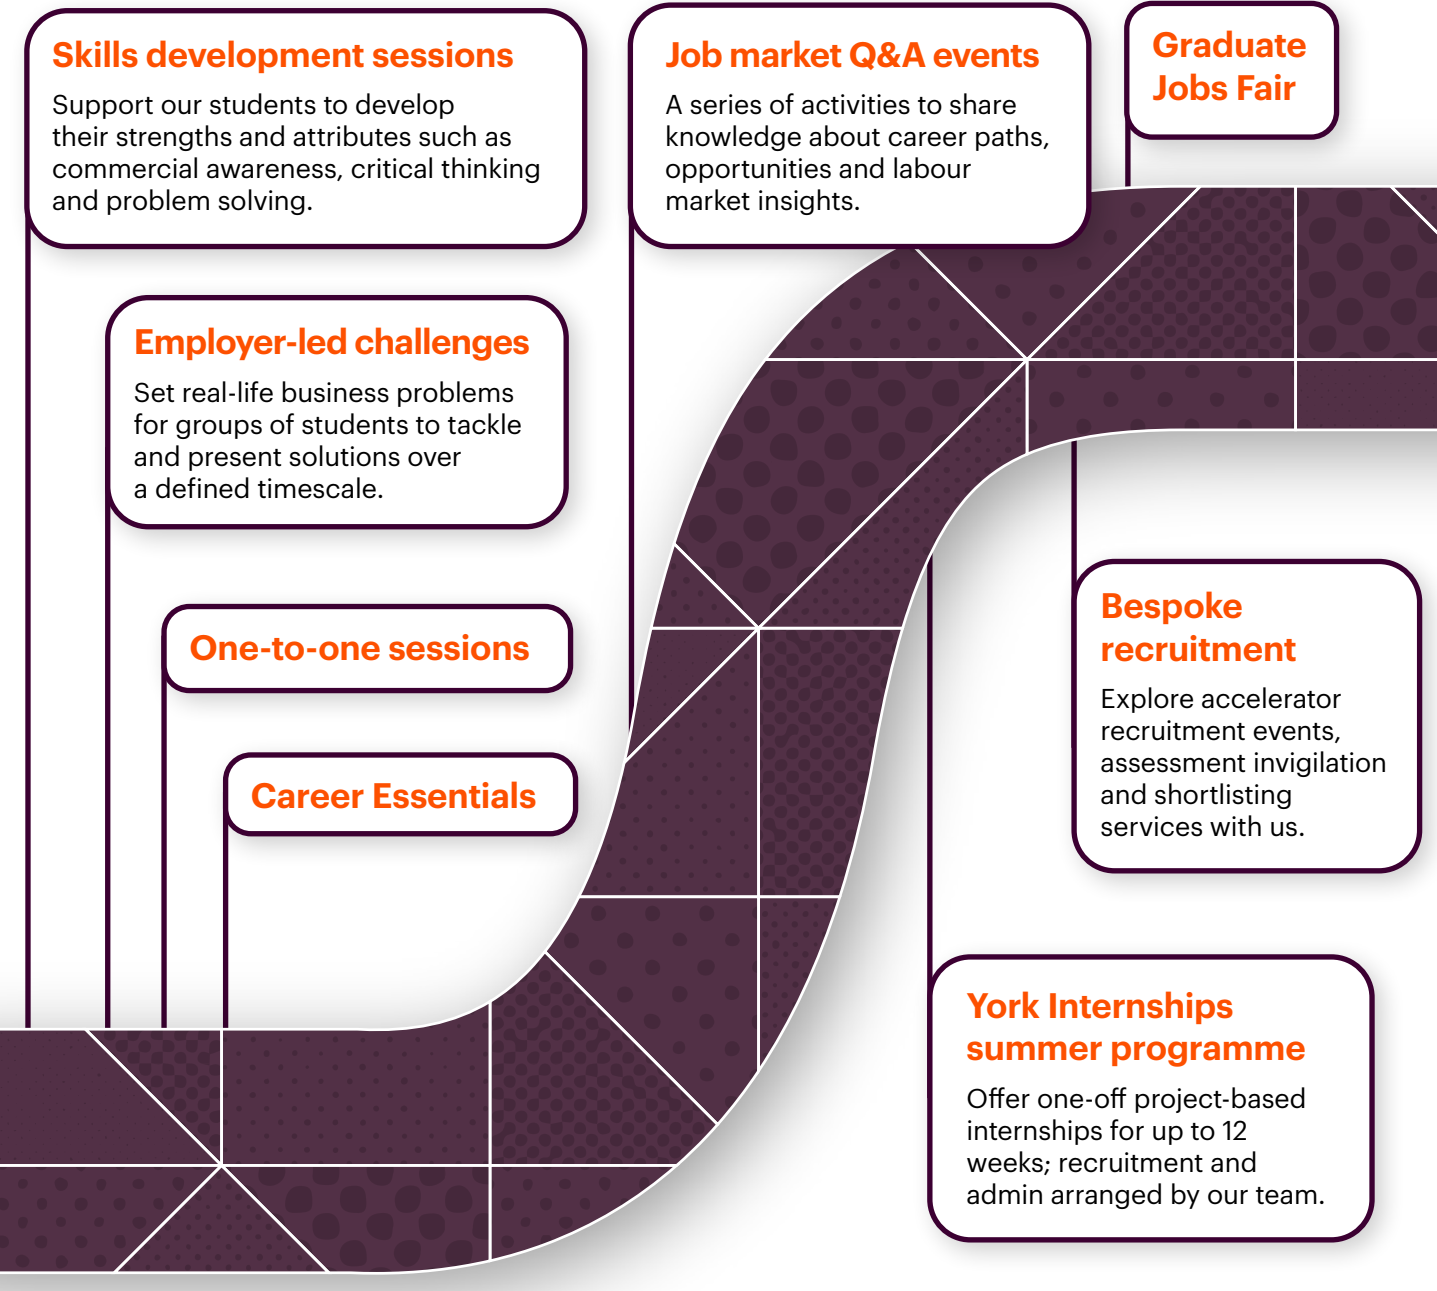 Skills development sessions
Support our students to develop
their strengths and attributes such as
commercial awareness, critical thinking
and problem solving.
Job market Q&A events
A series of activities to share
knowledge about career paths,
opportunities and labour
market insights.
Graduate
Jobs Fair
Employer-led challenges
Set real-life business problems
for groups of students to tackle
and present solutions over
a defined timescale.
One-to-one sessions
Career Essentials
Bespoke
recruitment
Explore accelerator
recruitment events,
assessment invigilation
and shortlisting
services with us.
York Internships
summer programme
Offer one-off project-based
internships for up to 12
weeks; recruitment and
admin arranged by our team.